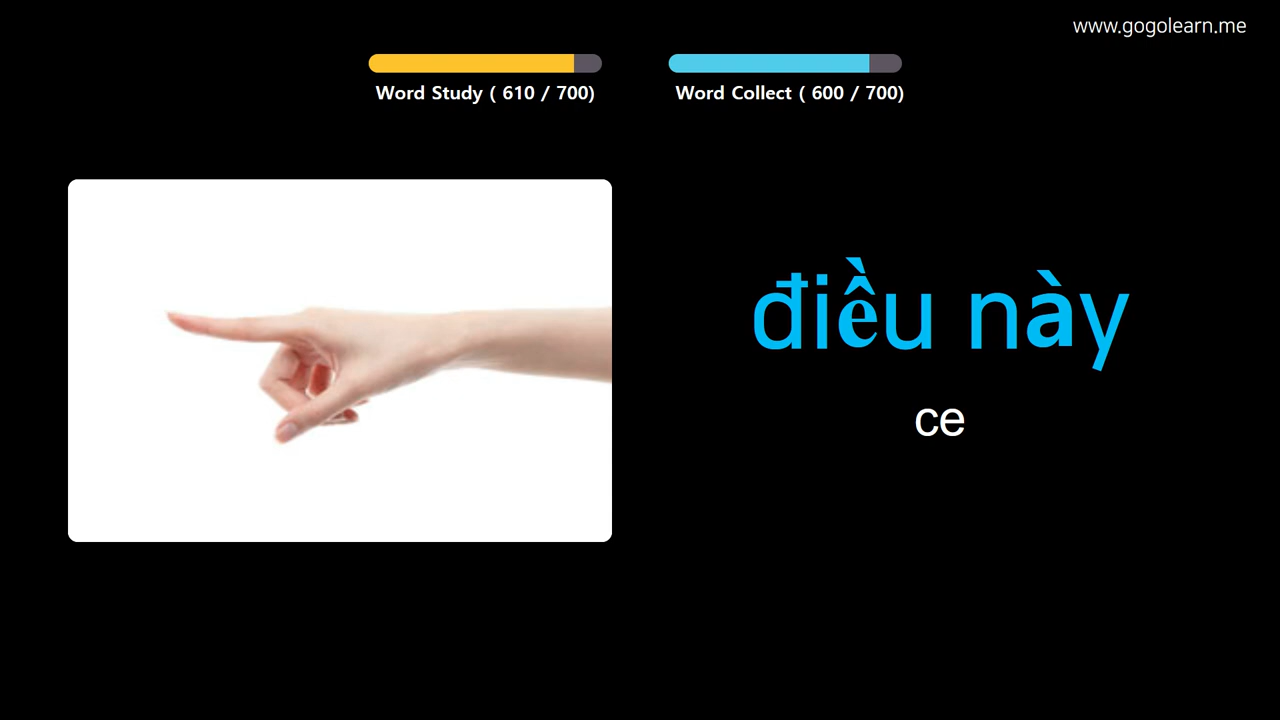 www.gogolearn.me
Word Study ( 610 / 700)
Word Collect ( 600 / 700)
điều này
ce